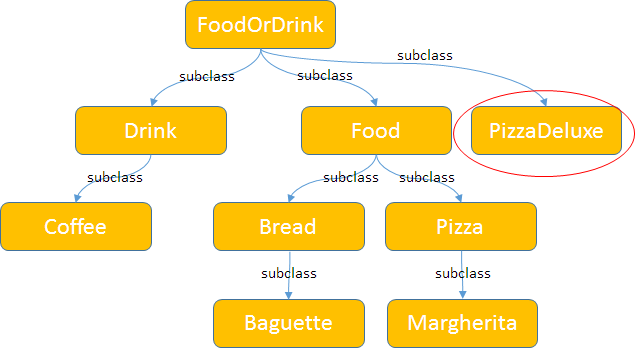 FoodOrDrink
subclass
subclass
subclass
Drink
Food
PizzaDeluxe
subclass
subclass
subclass
Coffee
Bread
Pizza
subclass
subclass
Baguette
Margherita